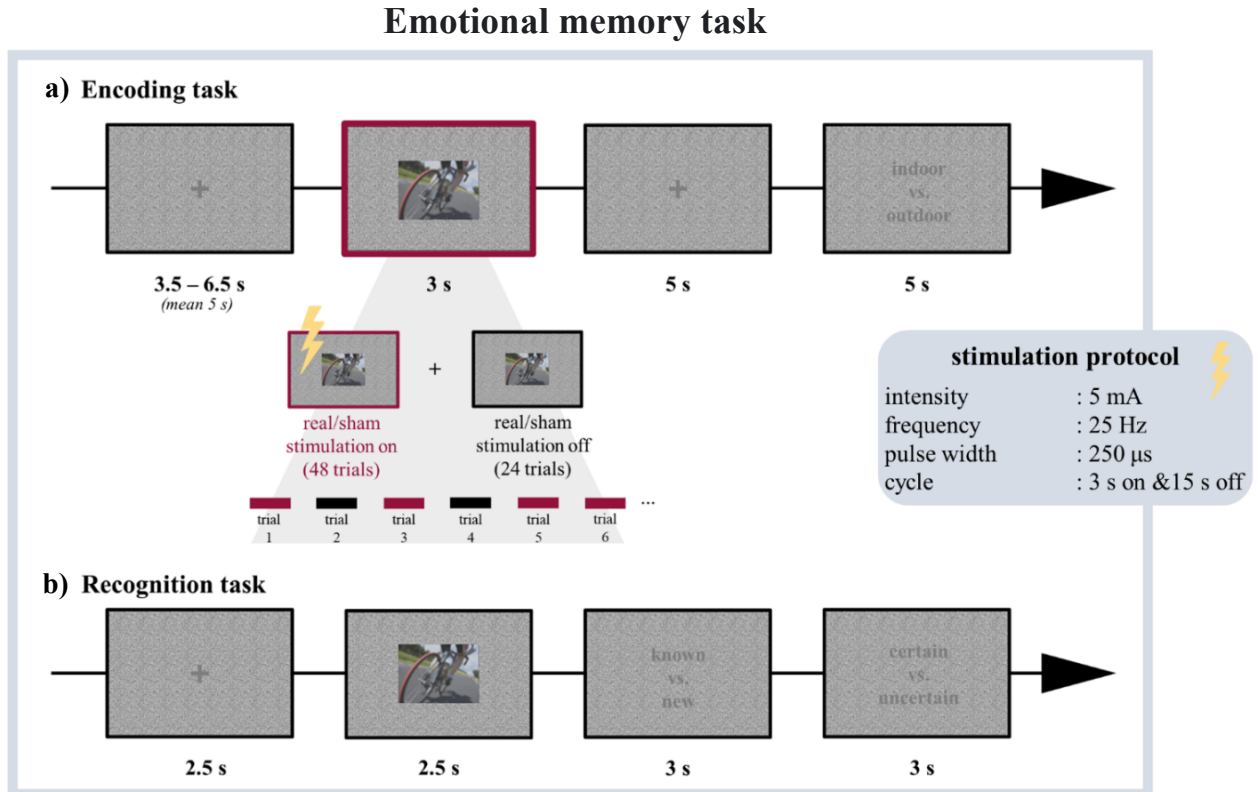 Emotional memory task
a) Encoding task
+
+
indoor
vs.
outdoor
3.5 – 6.5 s
(mean 5 s)
3 s
5 s
5 s
+
real/sham
stimulation on
(48 trials)
real/sham
stimulation off
(24 trials)
trial
1
trial
2
trial
3
trial
4
trial
5
trial
6
...
stimulation protocol
intensity : 5 mA
frequency : 25 Hz
pulse width : 250 μs
cycle : 3 s on &15 s off
b) Recognition task
+
known
vs.
new
certain
vs.
uncertain
2.5 s
2.5 s
3 s
3 s